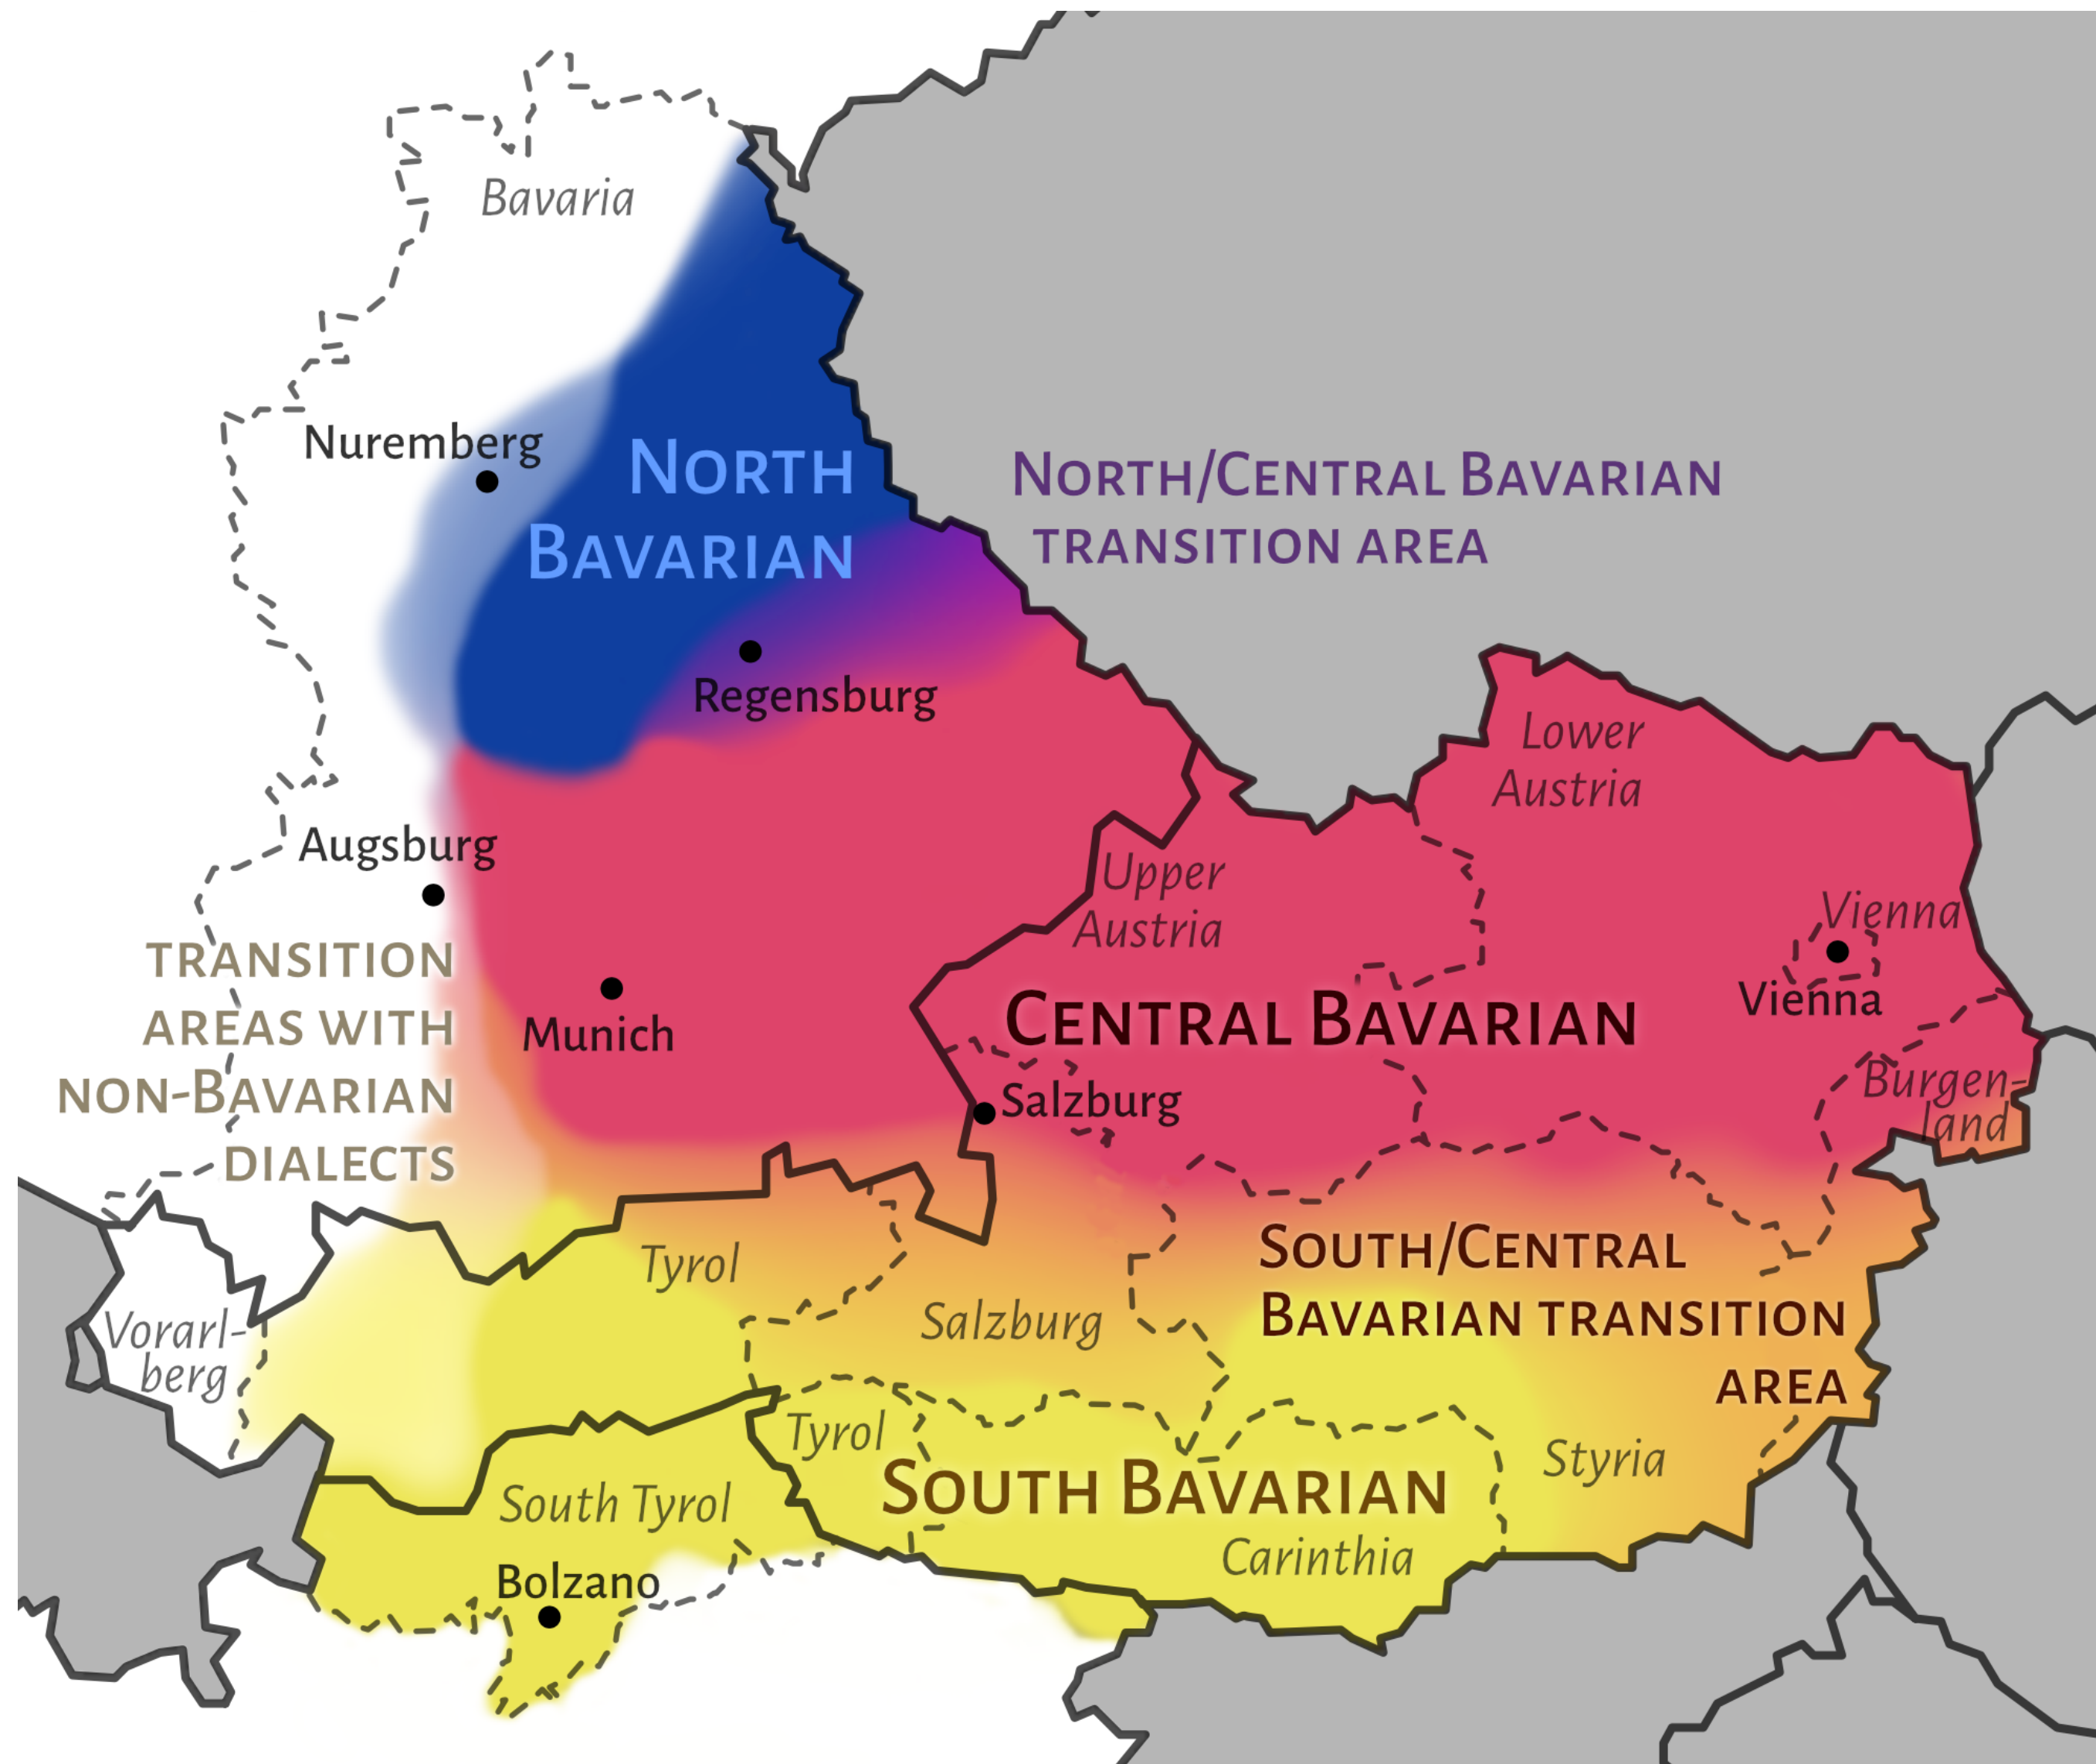 Bavaria
Nuremberg
NORTH
BAVARIAN
NORTH/CENTRAL BAVARIAN
TRANSITION AREA
Regensburg
Lower
Austria
Augsburg
Upper
Austria
Vienna
Vienna
TRANSITION
AREAS WITH
NON-BAVARIAN
DIALECTS
Munich
CENTRAL BAVARIAN
Salzburg
Burgen-
land
SOUTH/CENTRAL
BAVARIAN TRANSITION
AREA
Tyrol
Salzburg
Vorarl-
berg
Tyrol
SOUTH BAVARIAN
Styria
South Tyrol
Carinthia
Bolzano